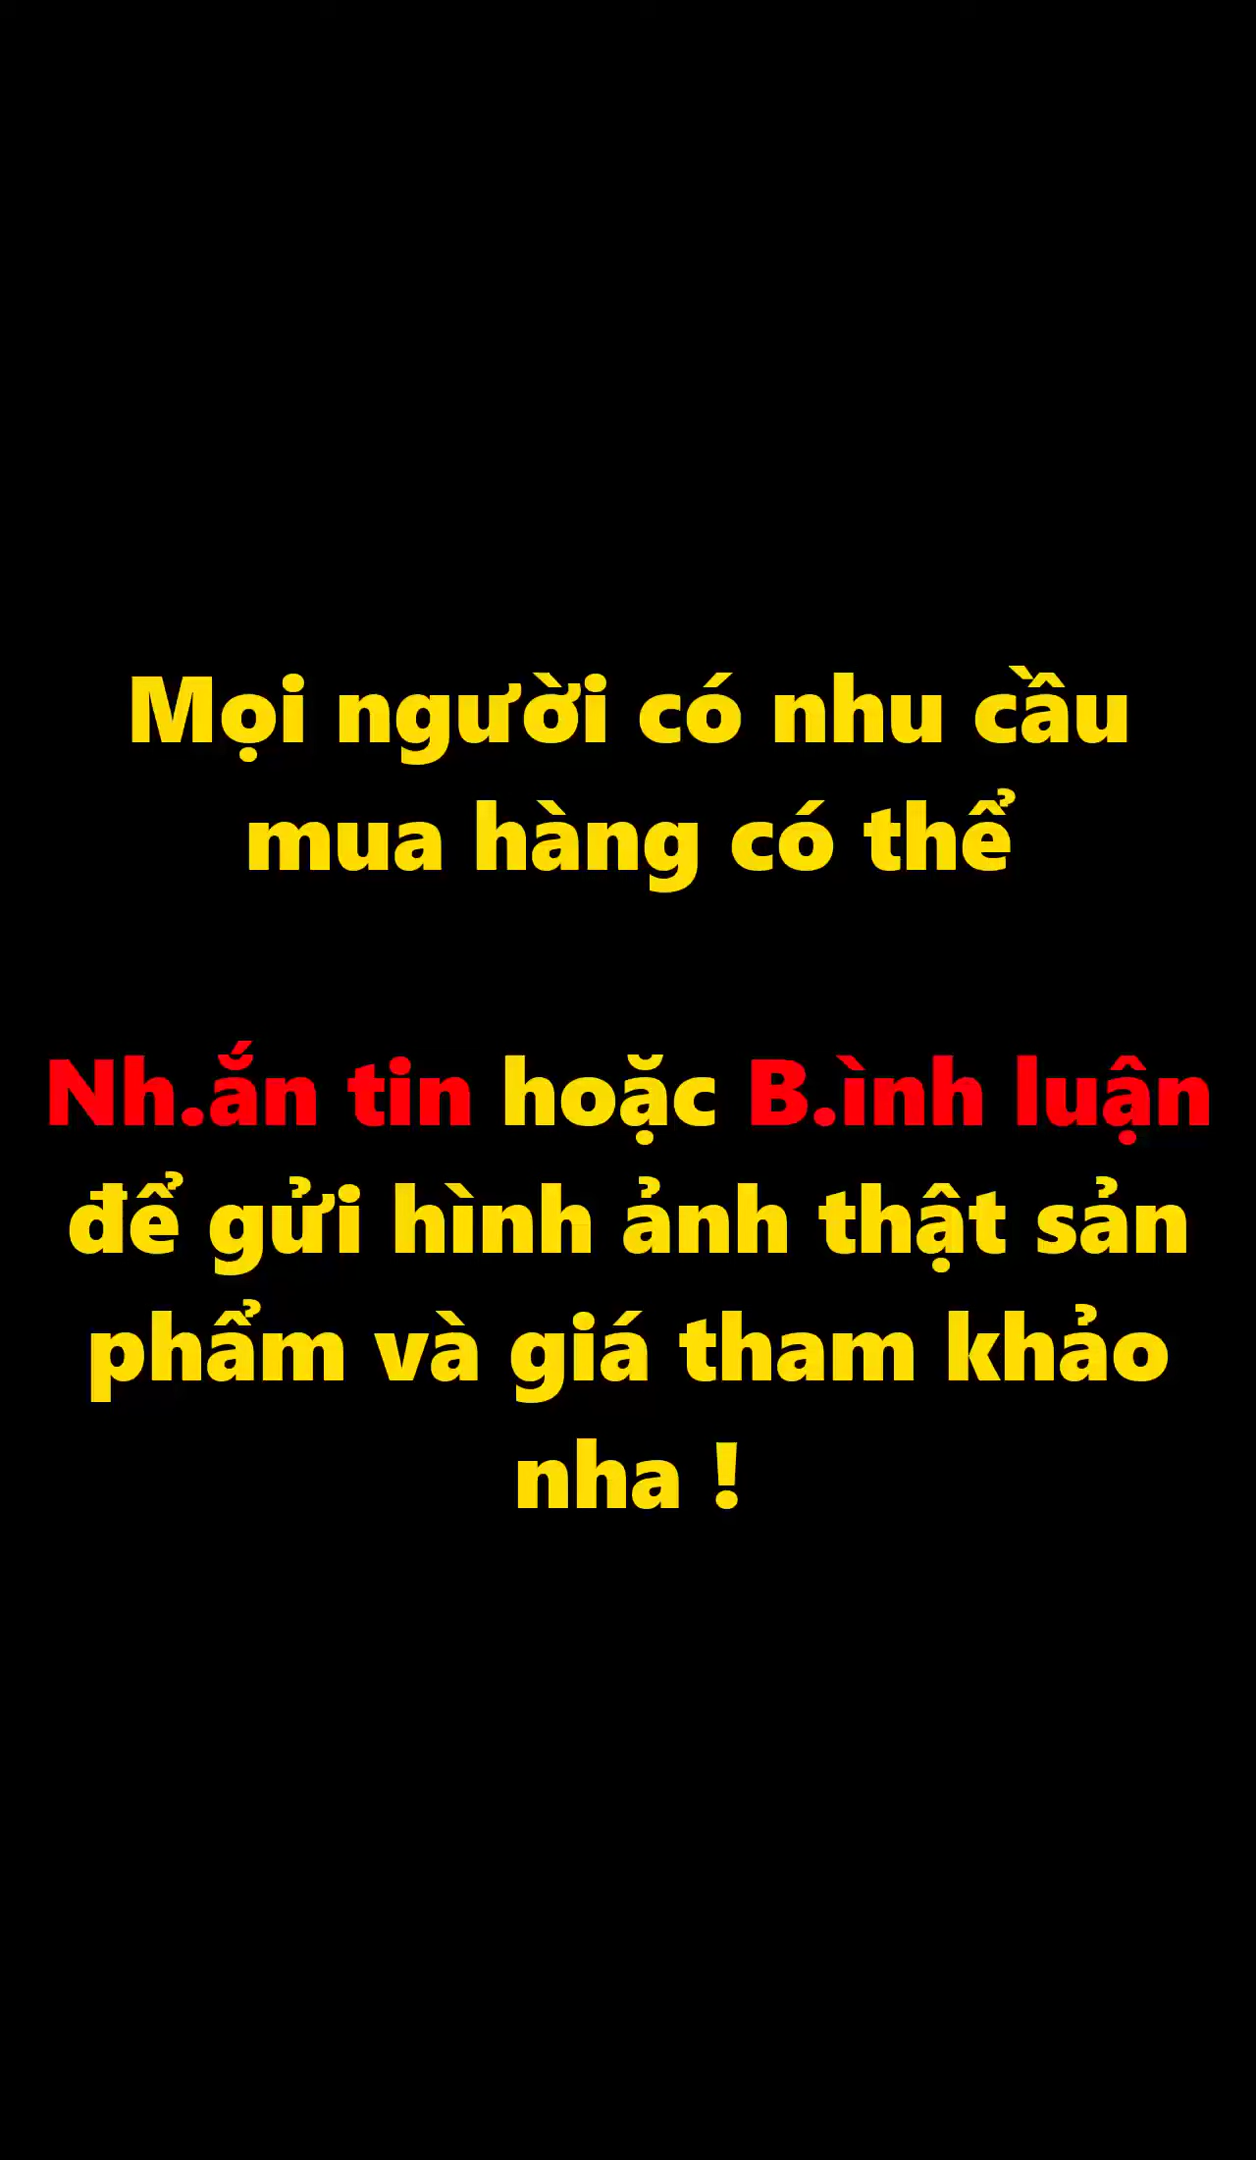 Mọi người có nhu cầu
mua hàng có thể
Nh.ắn tin hoặc B.ình luận
để gửi hình ảnh thật sản
phẩm và giá tham khảo
nha !